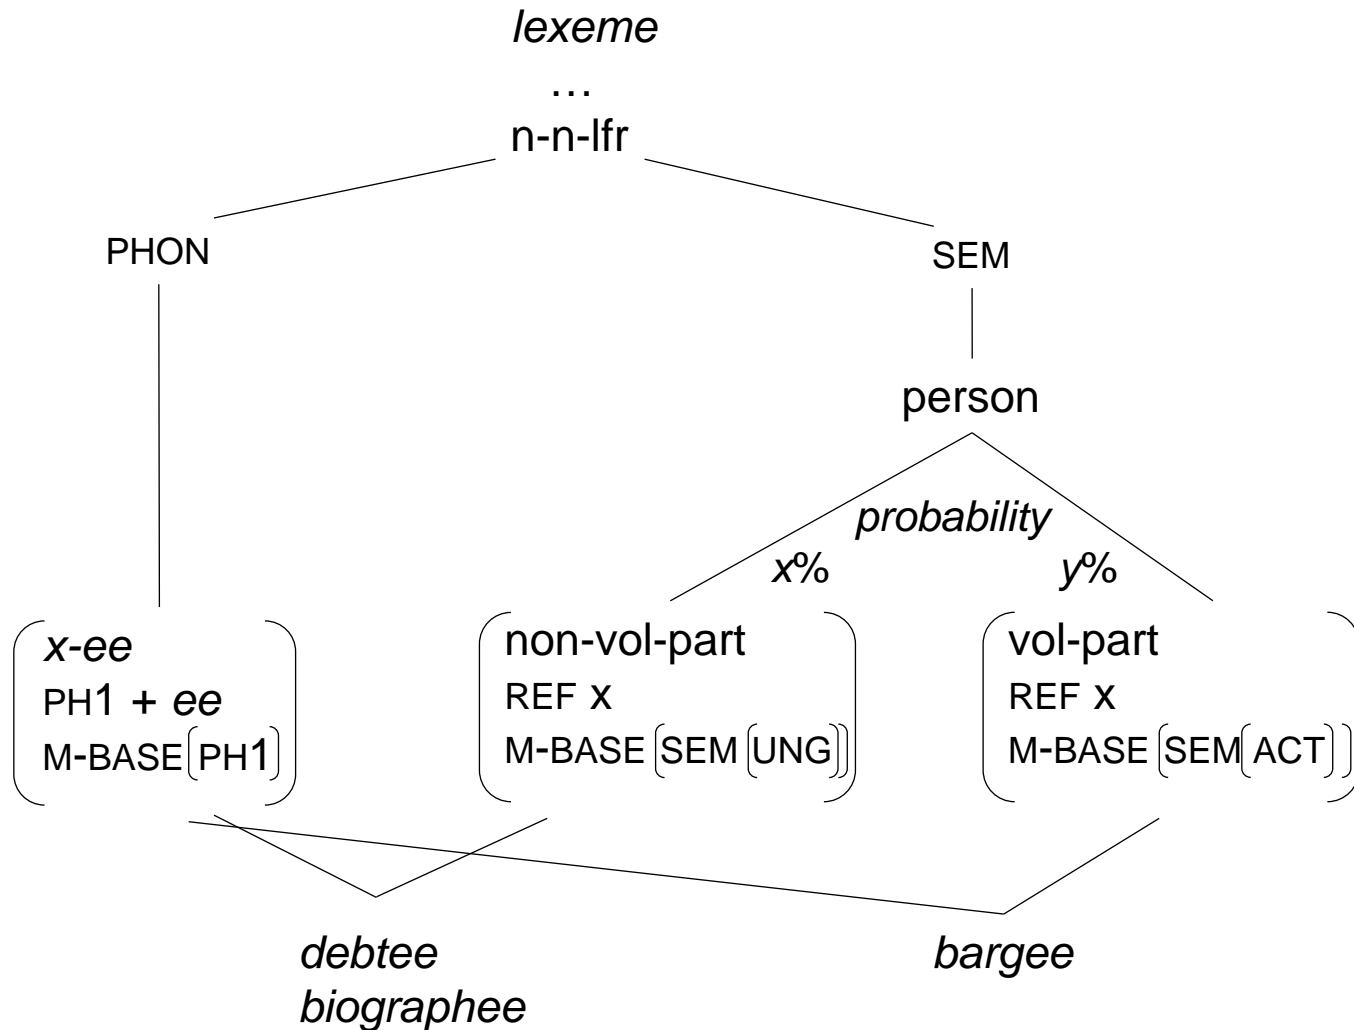 lexeme
…
n-n-lfr
PHON
SEM
person
probability
x%
y%
x-ee
PH1 + ee
M-BASE[PH1]
non-vol-part
REF x
M-BASE[SEM[UNG]]
vol-part
REF x
M-BASE[SEM[ACT]]
debtee
biographee
bargee